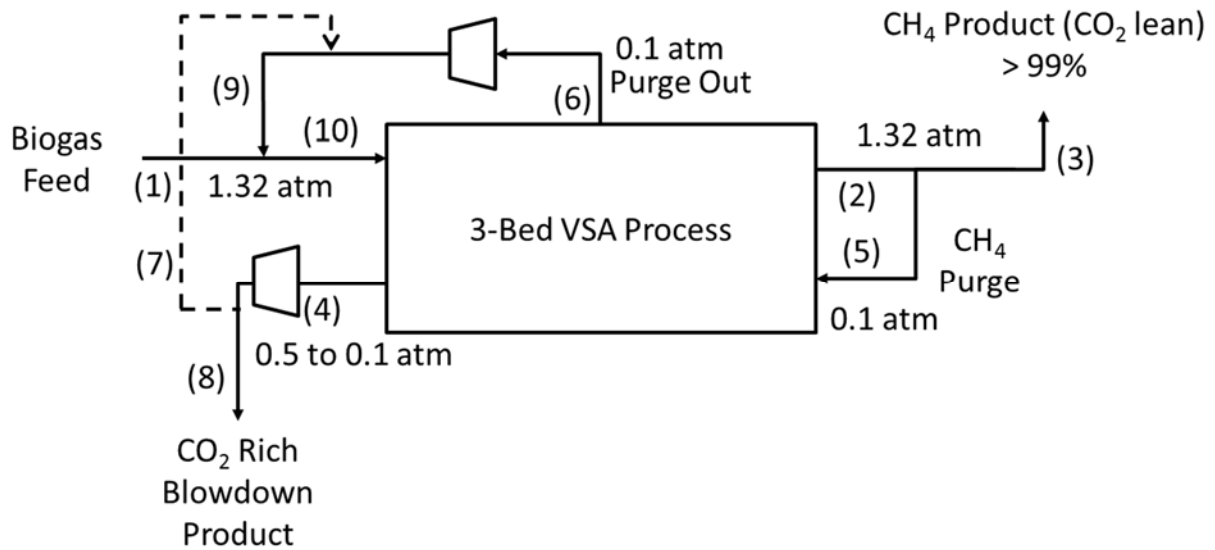 CH₄ Product (CO₂ lean)
> 99%
0.1 atm
Purge Out
(9)
(6)
(10)
Biogas
Feed
(1)
1.32 atm
1.32 atm
(3)
(2)
3-Bed VSA Process
(7)
(5)
CH₄
Purge
(4)
0.1 atm
0.5 to 0.1 atm
(8)
CO₂ Rich
Blowdown
Product